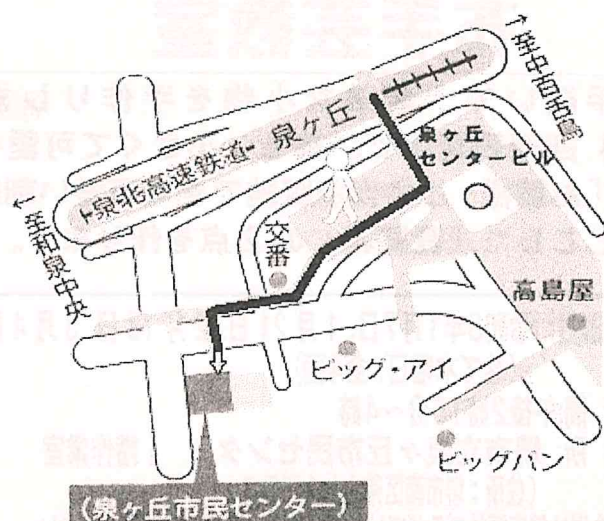 →至中百舌鳥
泉北高速鉄道 泉ヶ丘
泉ヶ丘
センタービル
←至和泉中央
交番
高島屋
ビッグ・アイ
ビッグバン
(泉ヶ丘市民センター)